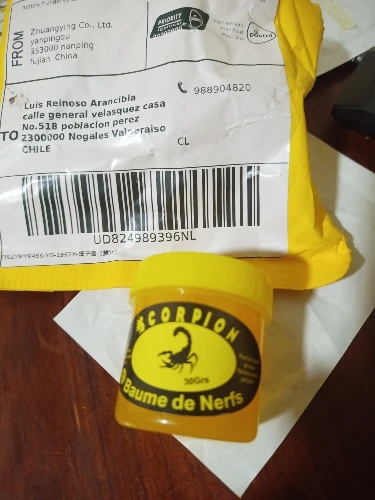 FROM
Zhuangying Co., Ltd.
yanpingqu
353000 nanping
fujian China
PRIORITY
988904820
TO
Luis Reinoso Arancibia
calle general velasquez casa
No.518 poblacion perez
2300000 Nogales Valparaiso
CHILE
CL
UD824989396NL
SCORPION
30Grs
Baume de Nerfs